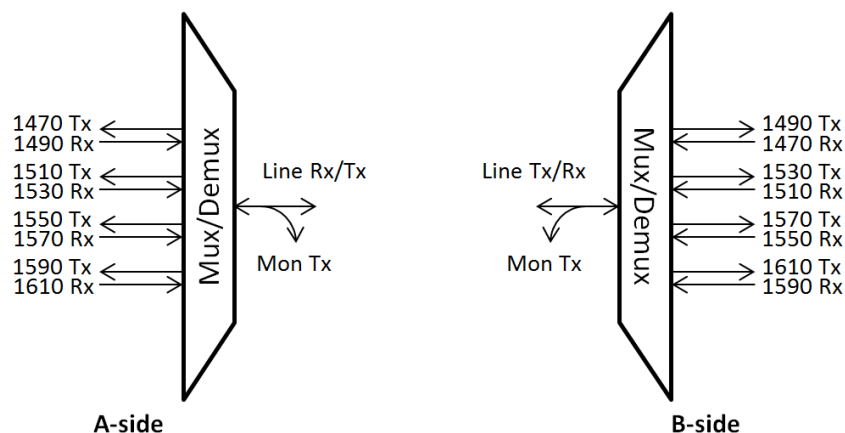 1470 Tx
1490 Rx
1510 Tx
1530 Rx
1550 Tx
1570 Rx
1590 Tx
1610 Rx
Mux/Demux
Line Rx/Tx
Mon Tx
A-side
Line Tx/Rx
Mon Tx
Mux/Demux
1490 Tx
1470 Rx
1530 Tx
1510 Rx
1570 Tx
1550 Rx
1610 Tx
1590 Rx
B-side